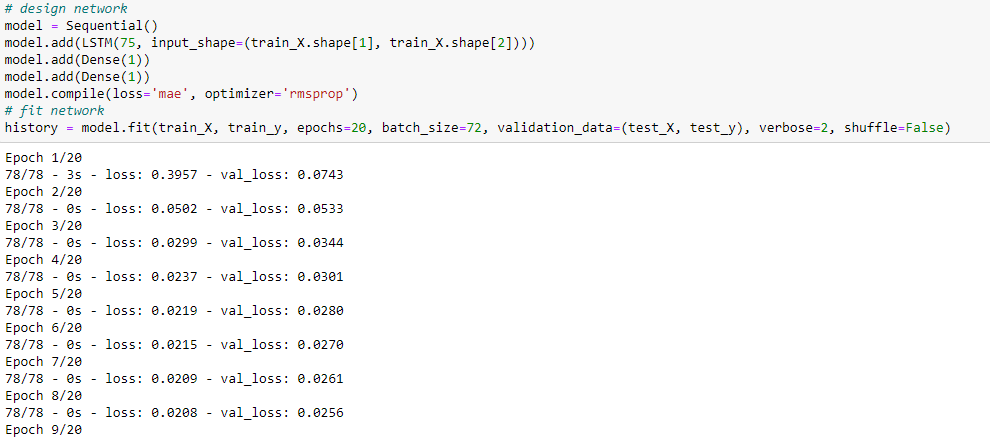 # design network
model = Sequential()
model.add(LSTM(75, input_shape=(train_X.shape[1], train_X.shape[2])))
model.add(Dense(1))
model.add(Dense(1))
model.compile(loss='mae', optimizer='rmsprop')
# fit network
history = model.fit(train_X, train_y, epochs=20, batch_size=72, validation_data=(test_X, test_y), verbose=2, shuffle=False)
Epoch 1/20
78/78 - 3s - loss: 0.3957 - val_loss: 0.0743
Epoch 2/20
78/78 - 0s - loss: 0.0502 - val_loss: 0.0533
Epoch 3/20
78/78 - 0s - loss: 0.0299 - val_loss: 0.0344
Epoch 4/20
78/78 - 0s - loss: 0.0237 - val_loss: 0.0301
Epoch 5/20
78/78 - 0s - loss: 0.0219 - val_loss: 0.0280
Epoch 6/20
78/78 - 0s - loss: 0.0215 - val_loss: 0.0270
Epoch 7/20
78/78 - 0s - loss: 0.0209 - val_loss: 0.0261
Epoch 8/20
78/78 - 0s - loss: 0.0208 - val_loss: 0.0256
Epoch 9/20